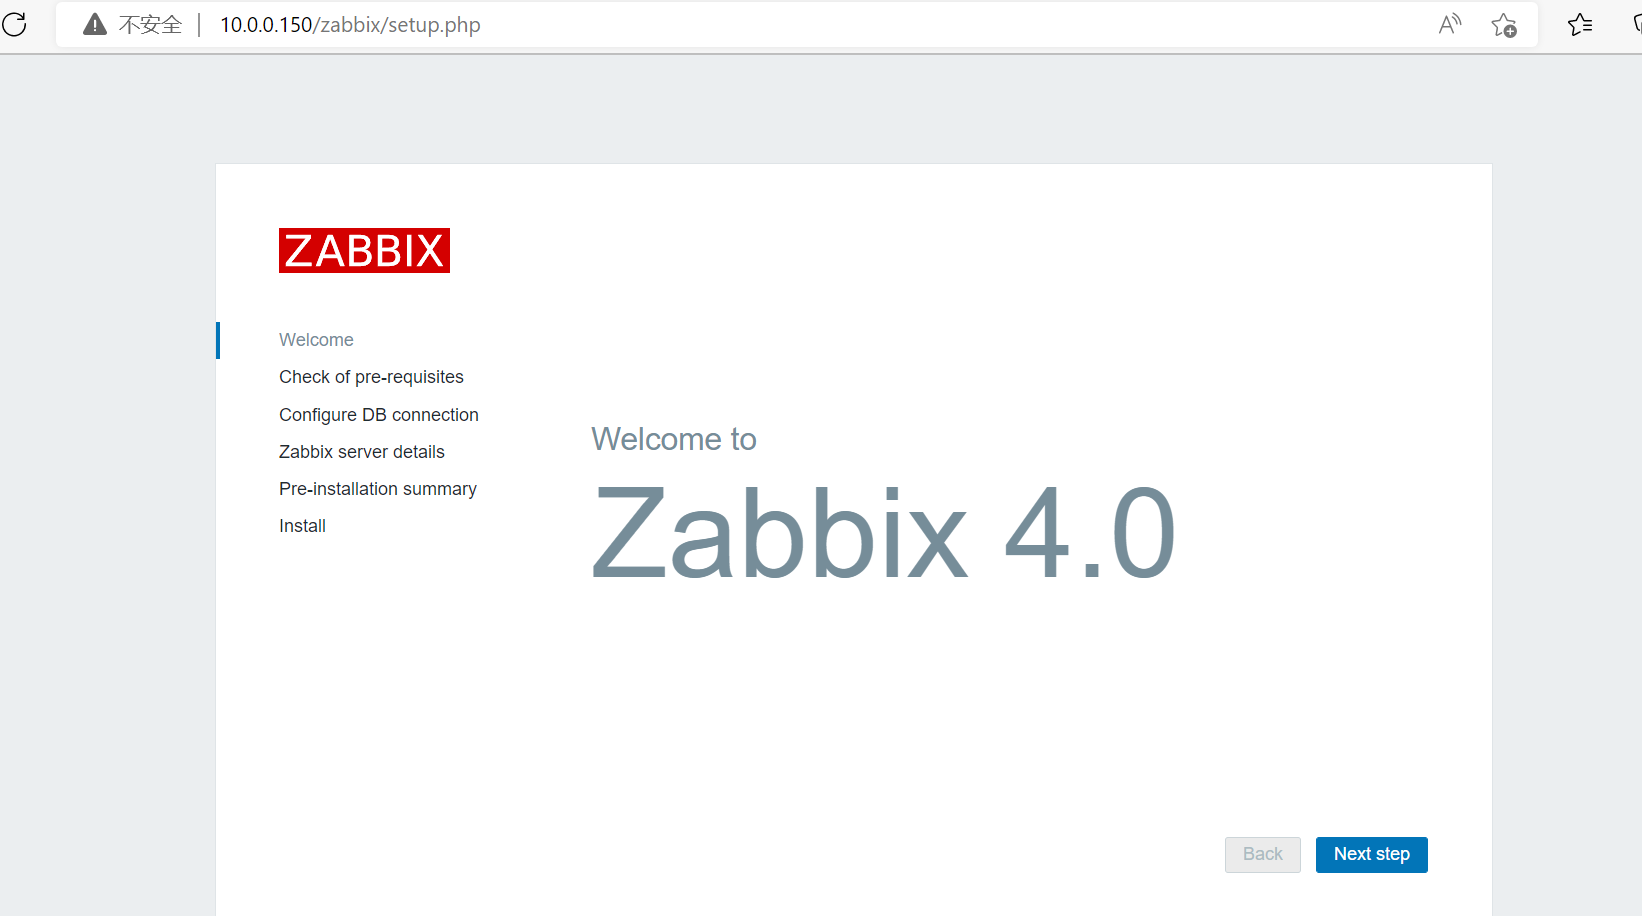 不安全 10.0.0.150/zabbix/setup.php
ZABBIX
Welcome
Check of pre-requisites
Configure DB connection
Zabbix server details
Pre-installation summary
Install
Welcome to
Zabbix 4.0
Back
Next step